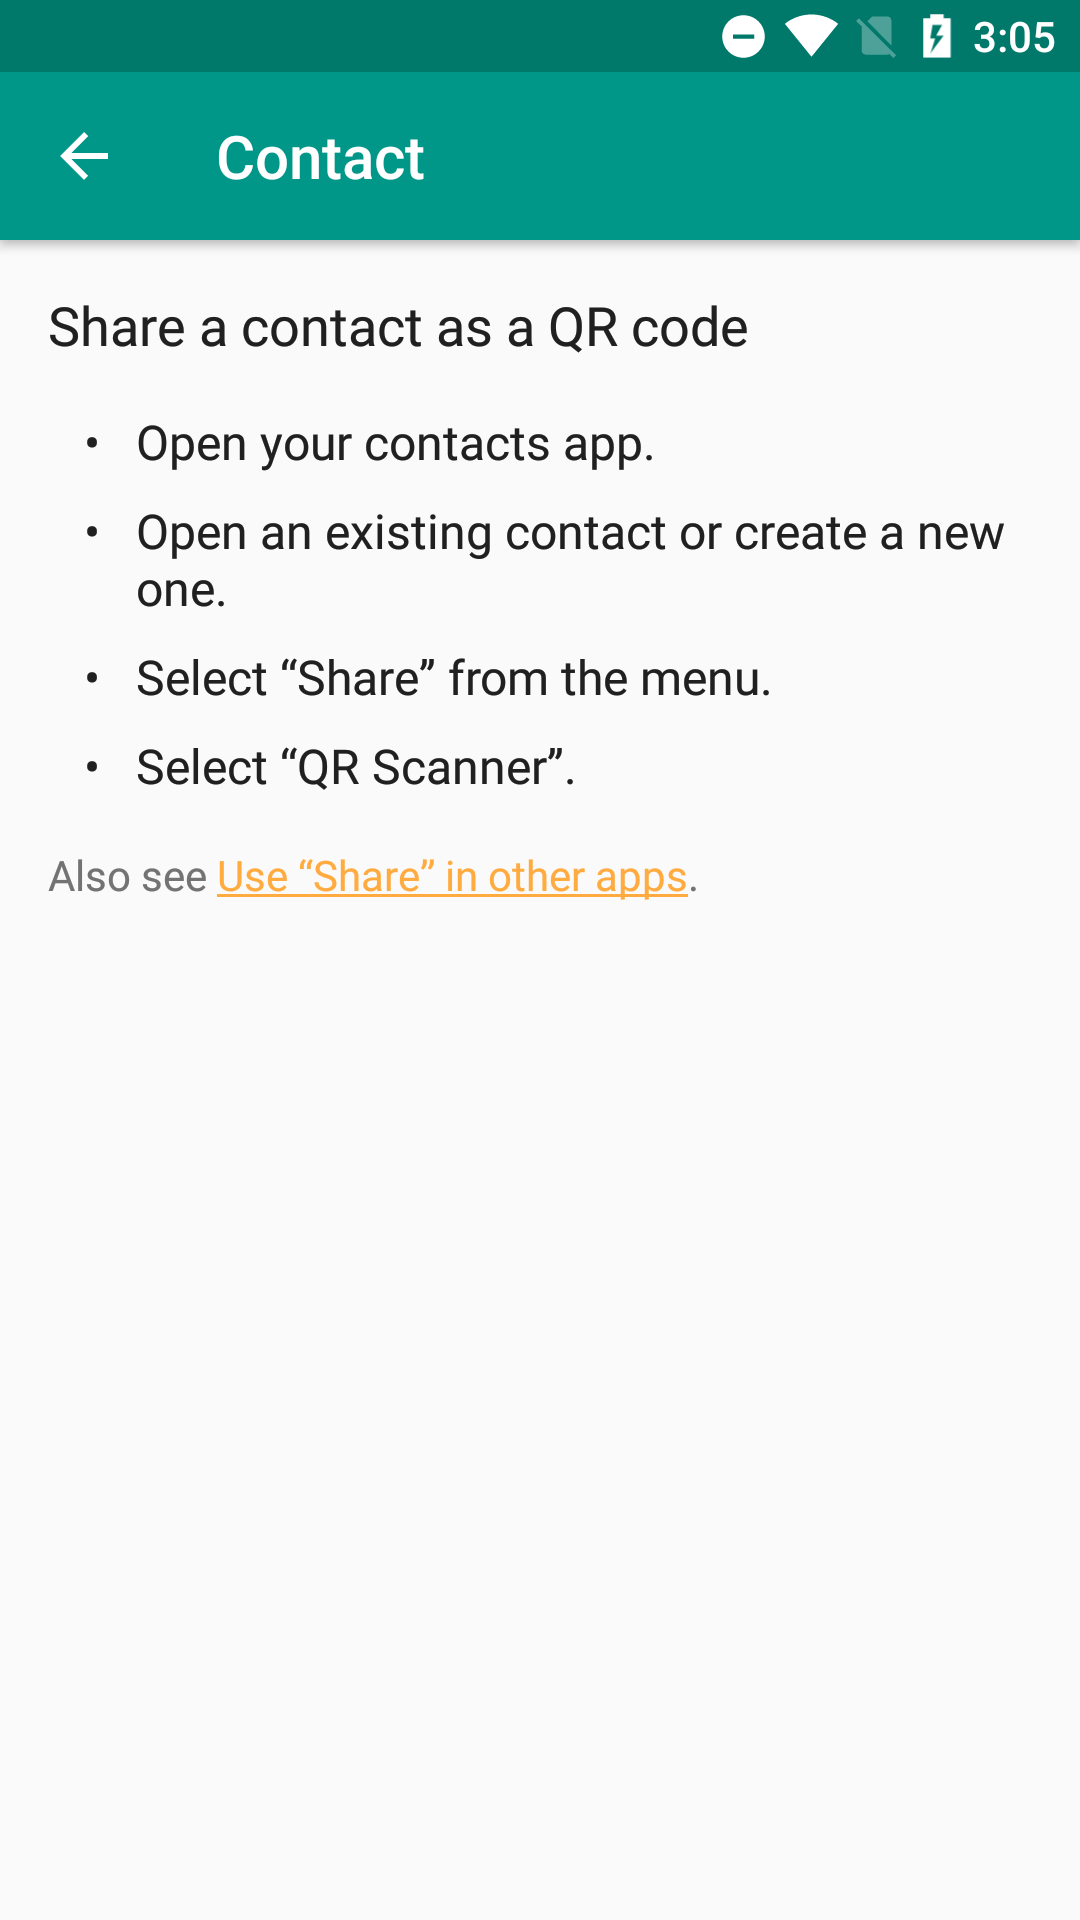 3:05
Contact
Share a contact as a QR code
• Open your contacts app.
• Open an existing contact or create a new
one.
• Select “Share” from the menu.
• Select “QR Scanner”.
Also see Use “Share” in other apps.